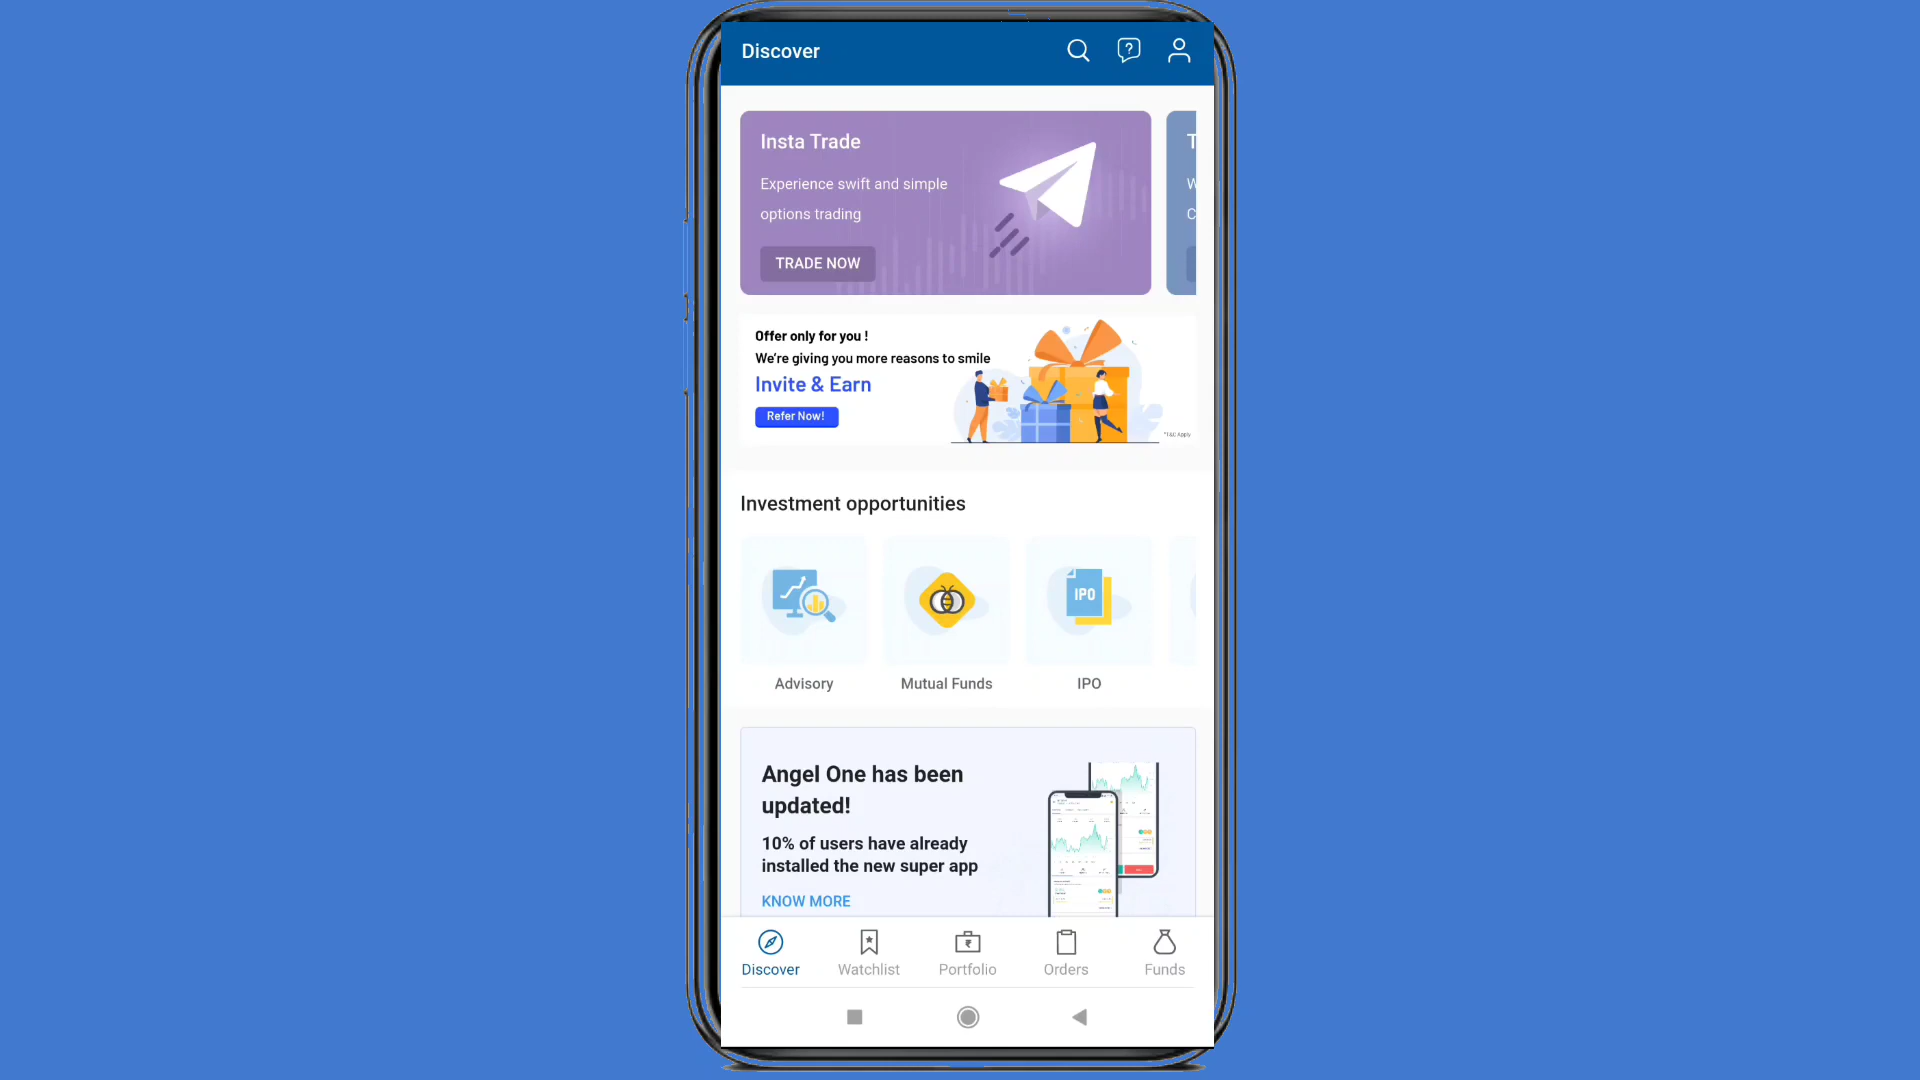 Discover
Insta Trade
Experience swift and simple
options trading
TRADE NOW
T
W
C
Offer only for you !
We're giving you more reasons to smile
Invite & Earn
Refer Now!
*T&C Apply
Investment opportunities
IPO
Advisory
Mutual Funds
IPO
Angel One has been
updated!
10% of users have already
installed the new super app
KNOW MORE
Discover
Watchlist
Portfolio
Orders
Funds